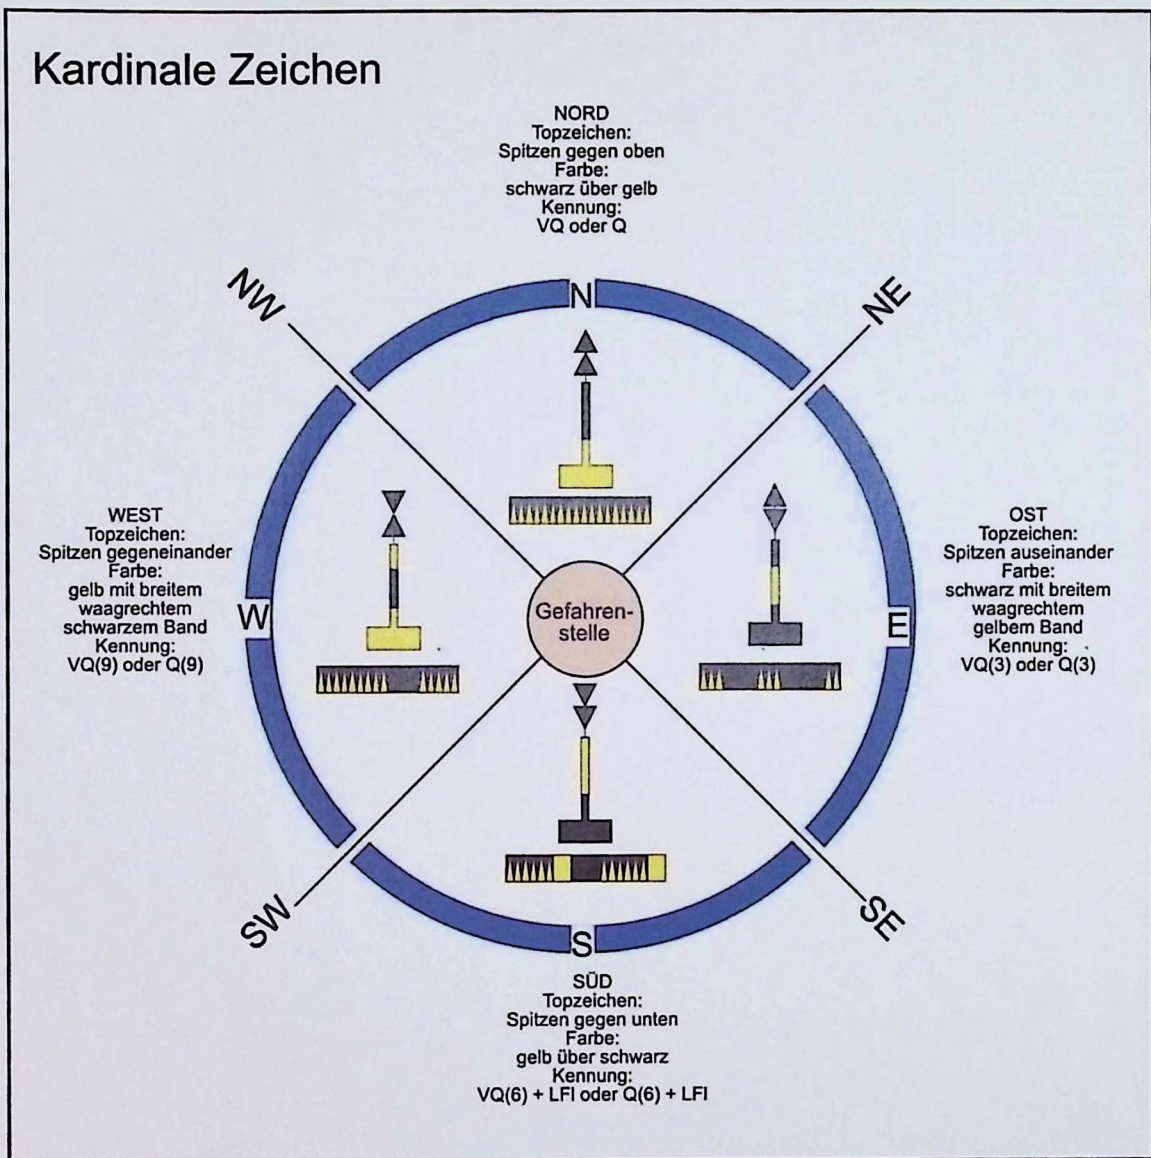 Kardinale Zeichen
NORD
Topzeichen:
Spitzen gegen oben
Farbe:
schwarz über gelb
Kennung:
VQ oder Q
NW
N
NE
WEST
Topzeichen:
Spitzen gegeneinander
Farbe:
gelb mit breitem
waagrechtem
schwarzem Band
Kennung:
VQ(9) oder Q(9)
W
Gefahren-
stelle
E
OST
Topzeichen:
Spitzen auseinander
Farbe:
schwarz mit breitem
waagrechtem
gelbem Band
Kennung:
VQ(3) oder Q(3)
SW
S
SE
SÜD
Topzeichen:
Spitzen gegen unten
Farbe:
gelb über schwarz
Kennung:
VQ(6) + LFl oder Q(6) + LFl